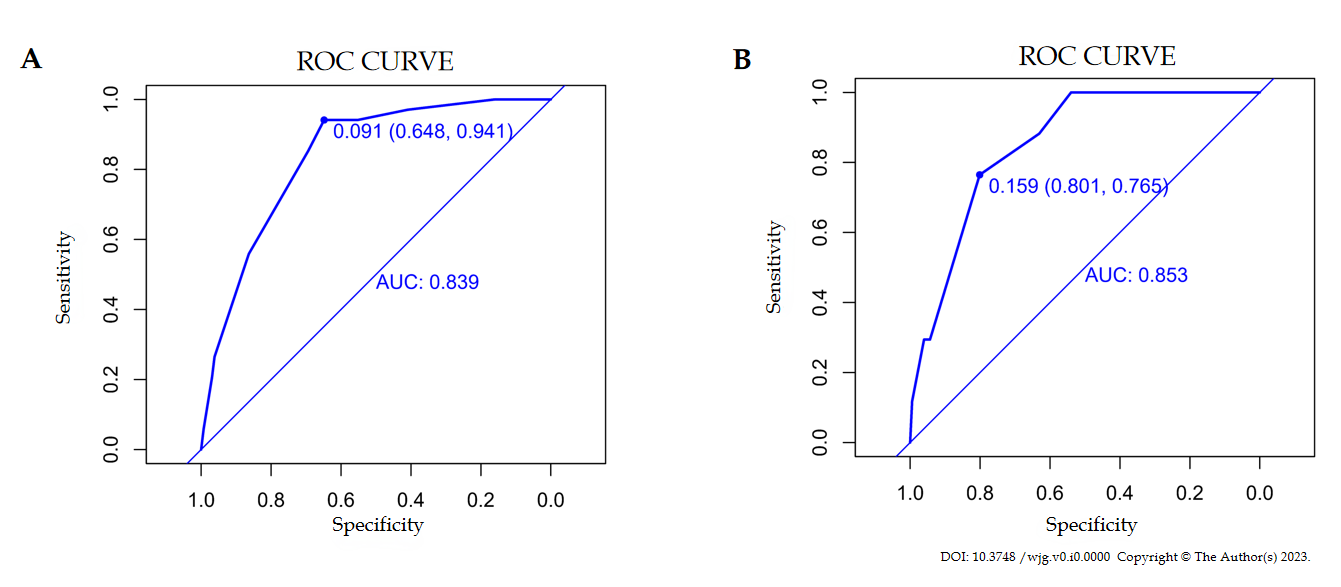 A
ROC CURVE
Sensitivity
1.0
0.8
0.6
0.4
0.2
0.0
0.091 (0.648, 0.941)
AUC: 0.839
1.0 0.8 0.6 0.4 0.2 0.0
Specificity
B
ROC CURVE
Sensitivity
1.0
0.8
0.6
0.4
0.2
0.0
0.159 (0.801, 0.765)
AUC: 0.853
1.0 0.8 0.6 0.4 0.2 0.0
Specificity
DOI: 10.3748 /wjg.v0.i0.0000 Copyright © The Author(s) 2023.